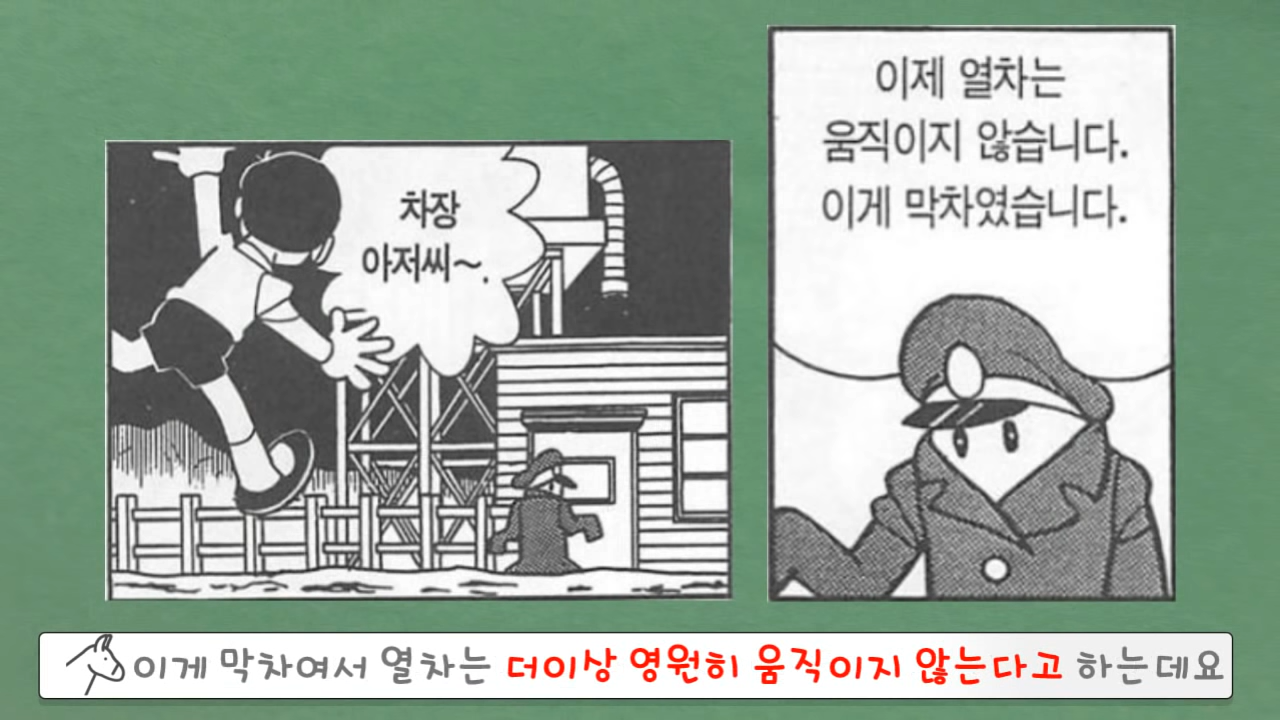 차장
아저씨~.
이제 열차는
움직이지 않습니다.
이게 막차였습니다.
이게 막차여서 열차는 더이상 영원히 움직이지 않는다고 하는데요